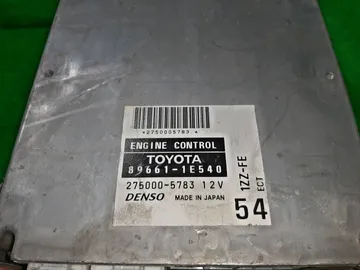 *2750005783*
ENGINE CONTROL
TOYOTA
89661-1E540
275000-5783 12V
DENSO MADE IN JAPAN
1ZZ-FE
ECT
54